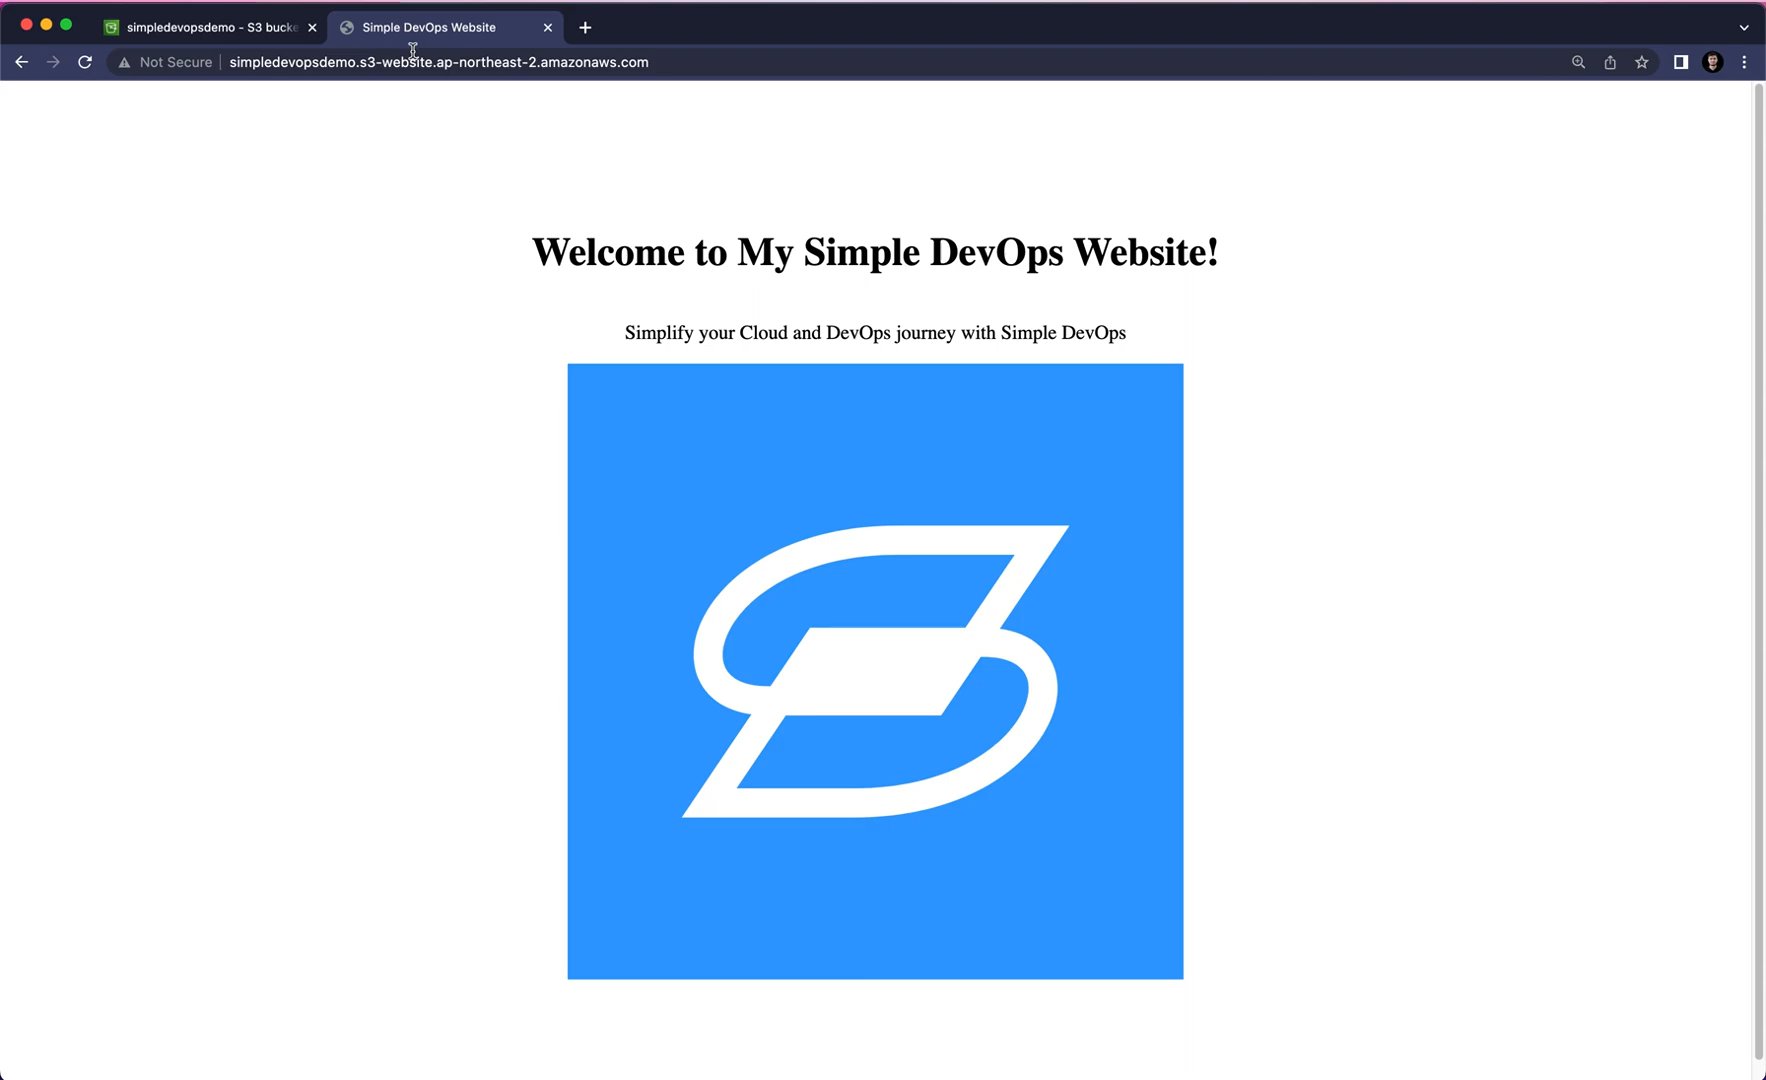 simpledevopsdemo - S3 bucke
Simple DevOps Website
Not Secure
simpledevopsdemo.s3-website.ap-northeast-2.amazonaws.com
Welcome to My Simple DevOps Website!
Simplify your Cloud and DevOps journey with Simple DevOps